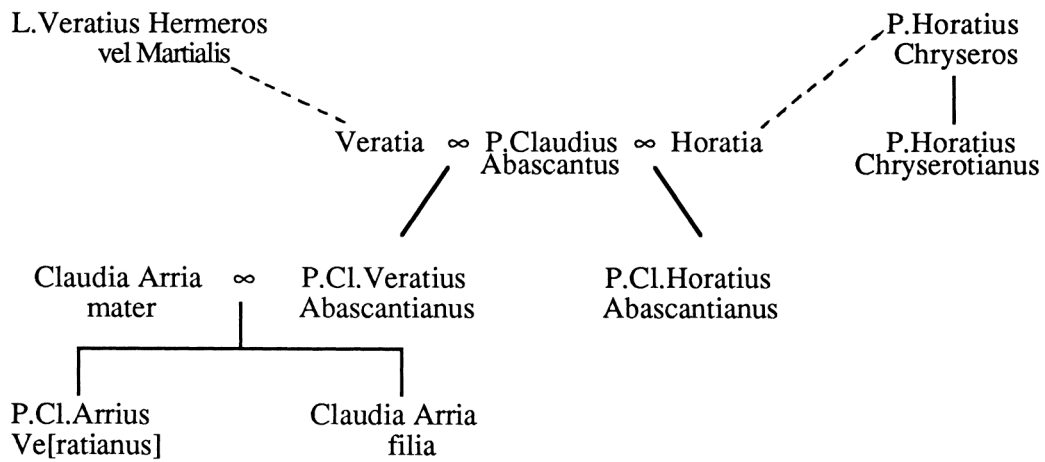 L.Veratius Hermeros
vel Martialis
P.Horatius
Chryseros
Veratia ∞ P.Claudius ∞ Horatia
Abascantus
P.Horatius
Chryserotianus
Claudia Arria ∞
mater
P.Cl.Veratius
Abascantianus
P.Cl.Horatius
Abascantianus
P.Cl.Arrius
Ve[ratianus]
Claudia Arria
filia